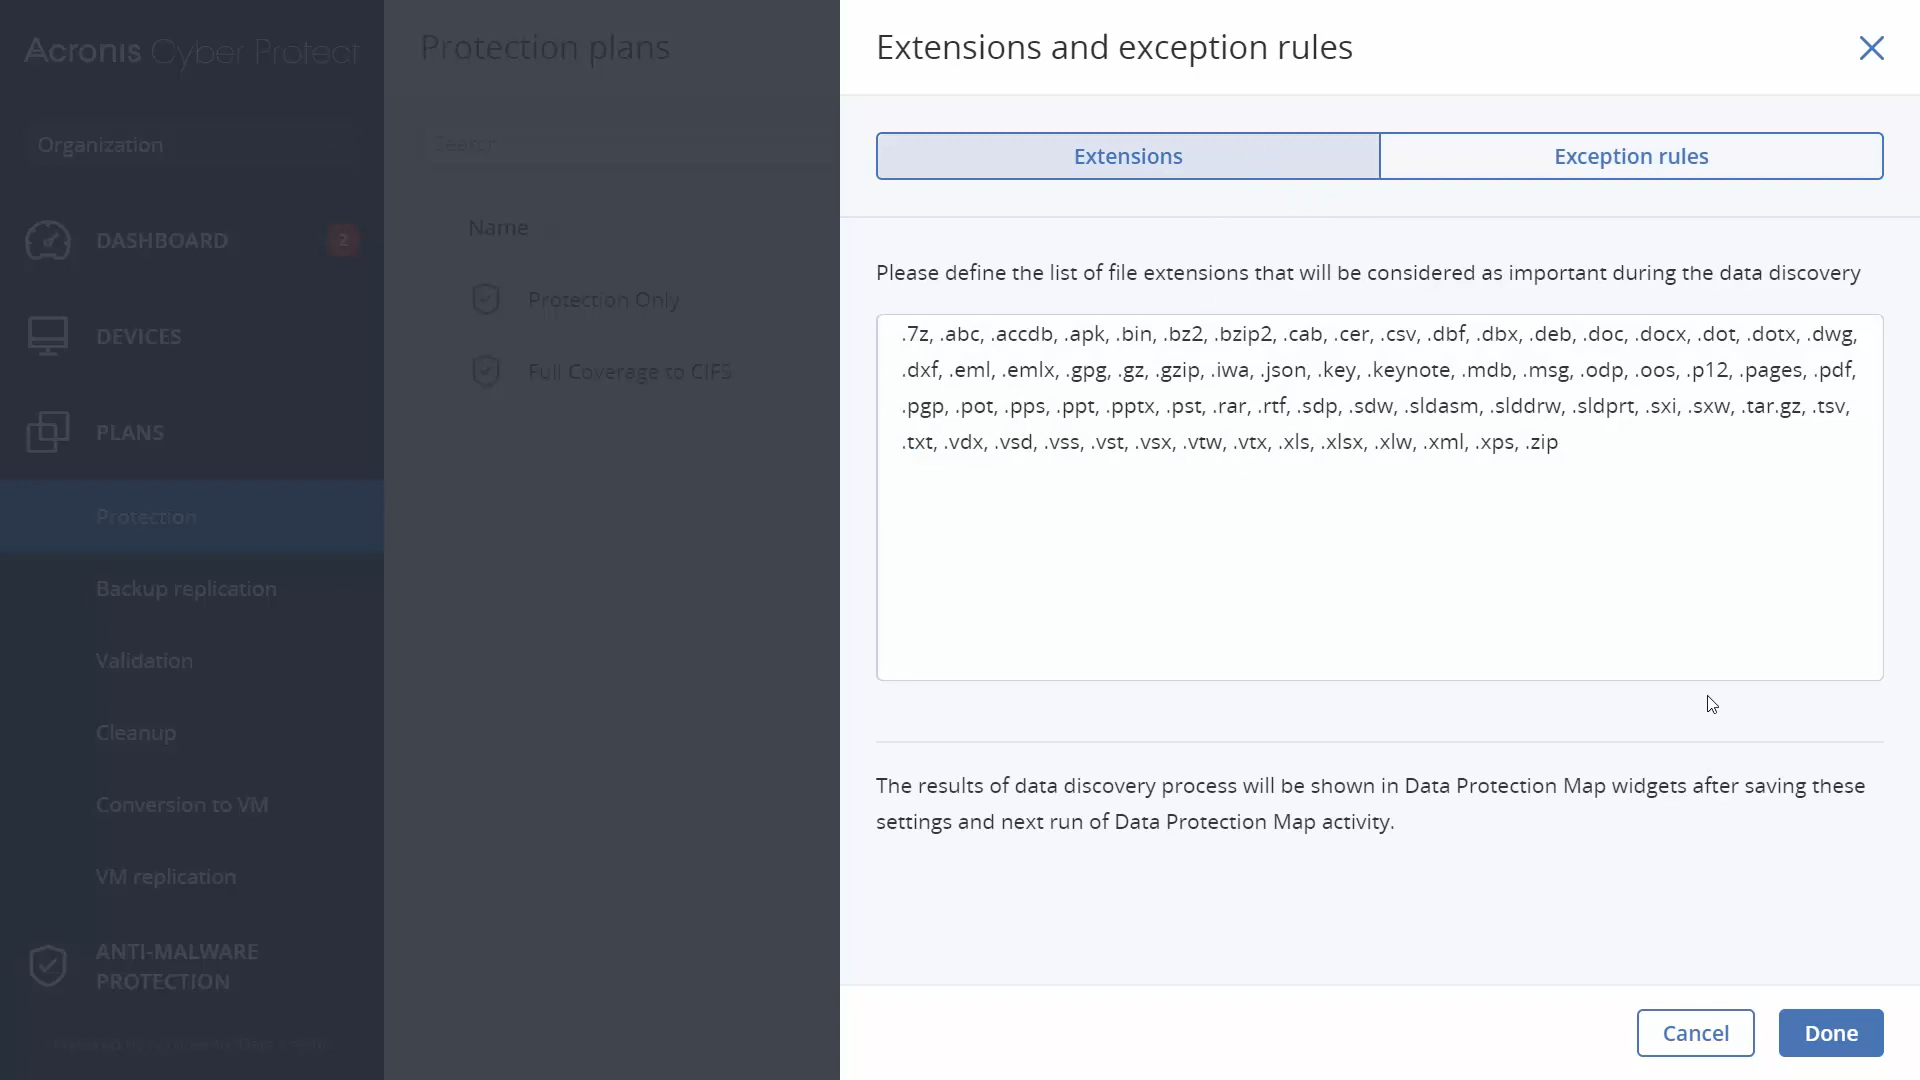 Acronis Cyber Protect
Organization
DASHBOARD
2
DEVICES
PLANS
Protection
Backup replication
Validation
Cleanup
Conversion to VM
VM replication
ANTI-MALWARE
PROTECTION
Protection plans
Search
Name
Protection Only
Full Coverage to CIFS
Extensions and exception rules
Extensions
Exception rules
Please define the list of file extensions that will be considered as important during the data discovery
.7z, .abc, .accdb, .apk, .bin, .bz2, .bzip2, .cab, .cer, .csv, .dbf, .dbx, .deb, .doc, .docx, .dot, .dotx, .dwg,
.dxf, .eml, .emlx, .gpg, .gz, .gzip, .iwa, .json, .key, .keynote, .mdb, .msg, .odp, .oos, .p12, .pages, .pdf,
.pgp, .pot, .pps, .ppt, .pptx, .pst, .rar, .rtf, .sdp, .sdw, .sldasm, .slddrw, .sldprt, .sxi, .sxw, .tar.gz, .tsv,
.txt, .vdx, .vsd, .vss, .vst, .vsx, .vtw, .vtx, .xls, .xlsx, .xlw, .xml, .xps, .zip
The results of data discovery process will be shown in Data Protection Map widgets after saving these
settings and next run of Data Protection Map activity.
Cancel
Done